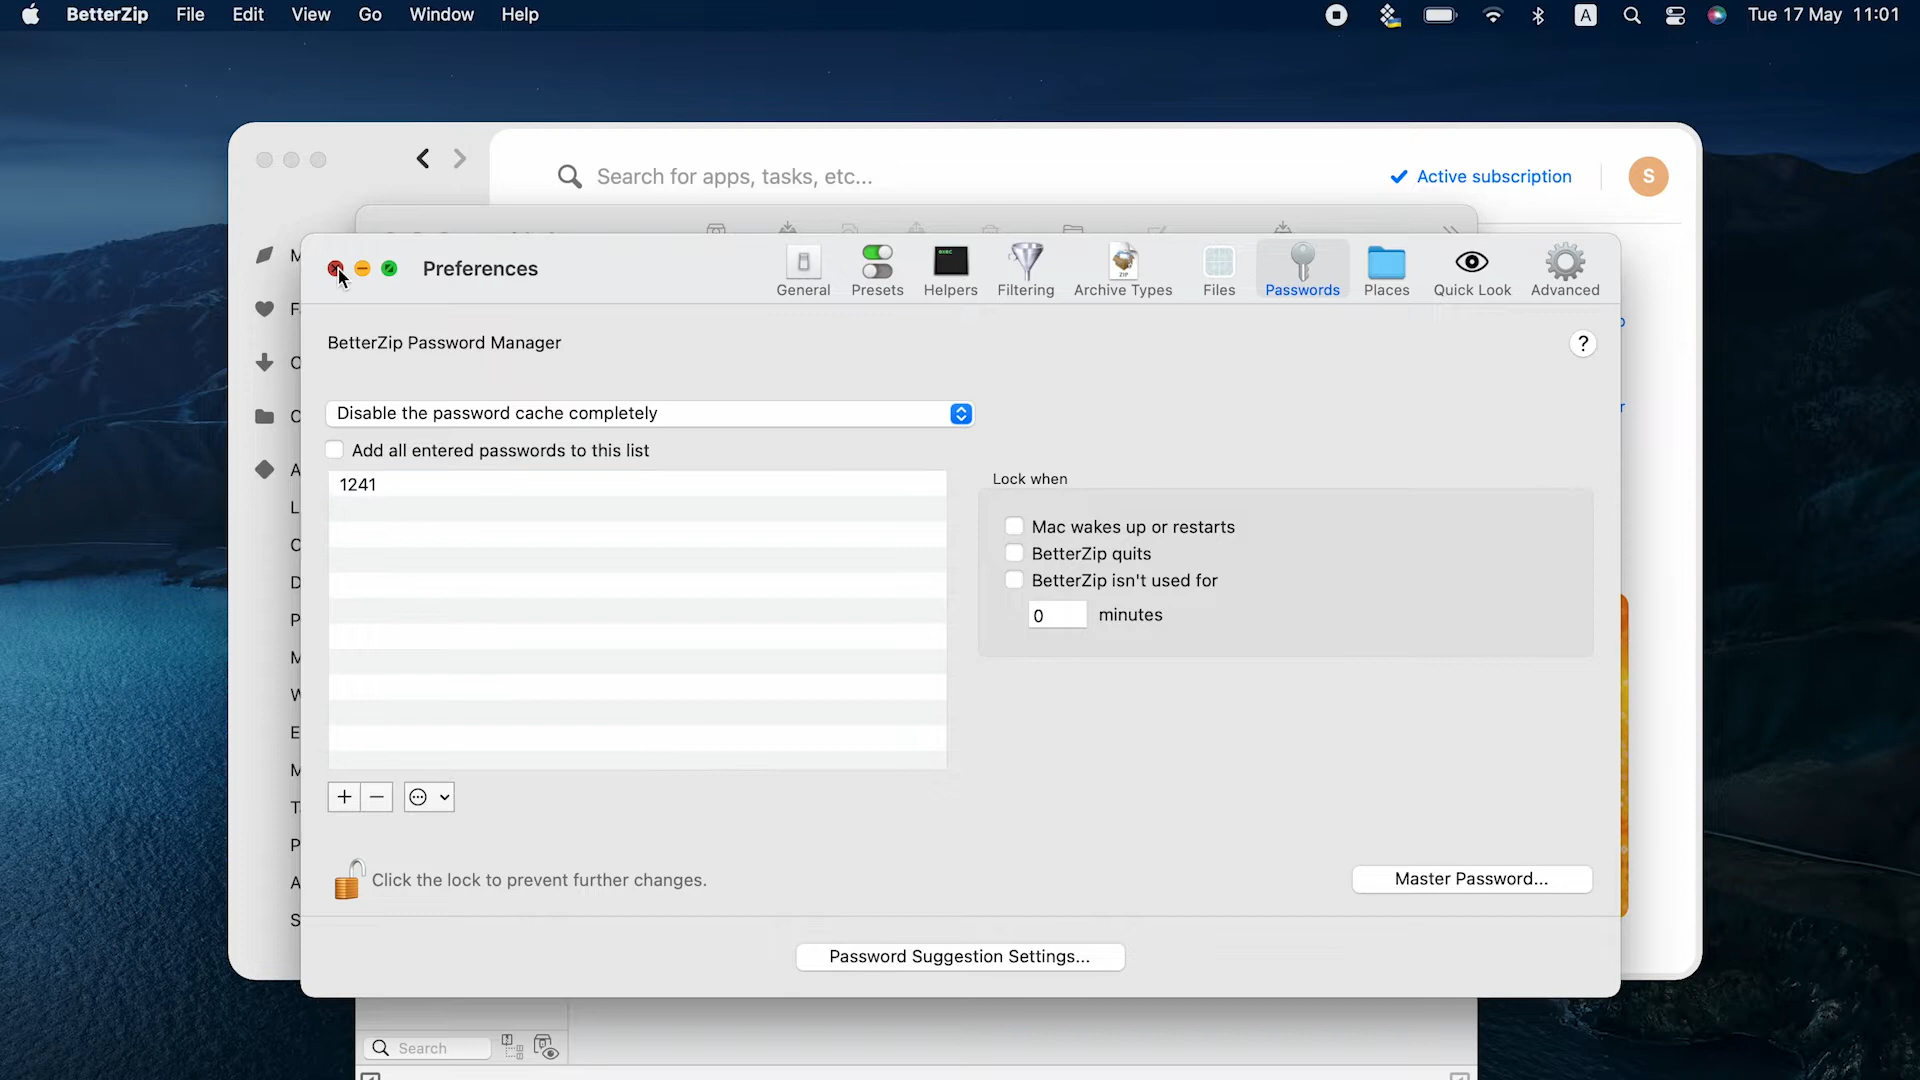 BetterZip File Edit View Go Window Help
A
Tue 17 May 11:01
Search for apps, tasks, etc...
Active subscription
S
Preferences
exec
ZIP
General Presets Helpers Filtering Archive Types Files Passwords Places Quick Look Advanced
BetterZip Password Manager
?
Disable the password cache completely
Add all entered passwords to this list
1241
Lock when
Mac wakes up or restarts
BetterZip quits
BetterZip isn't used for
0 minutes
+ −
Click the lock to prevent further changes.
Master Password...
Password Suggestion Settings...
Search